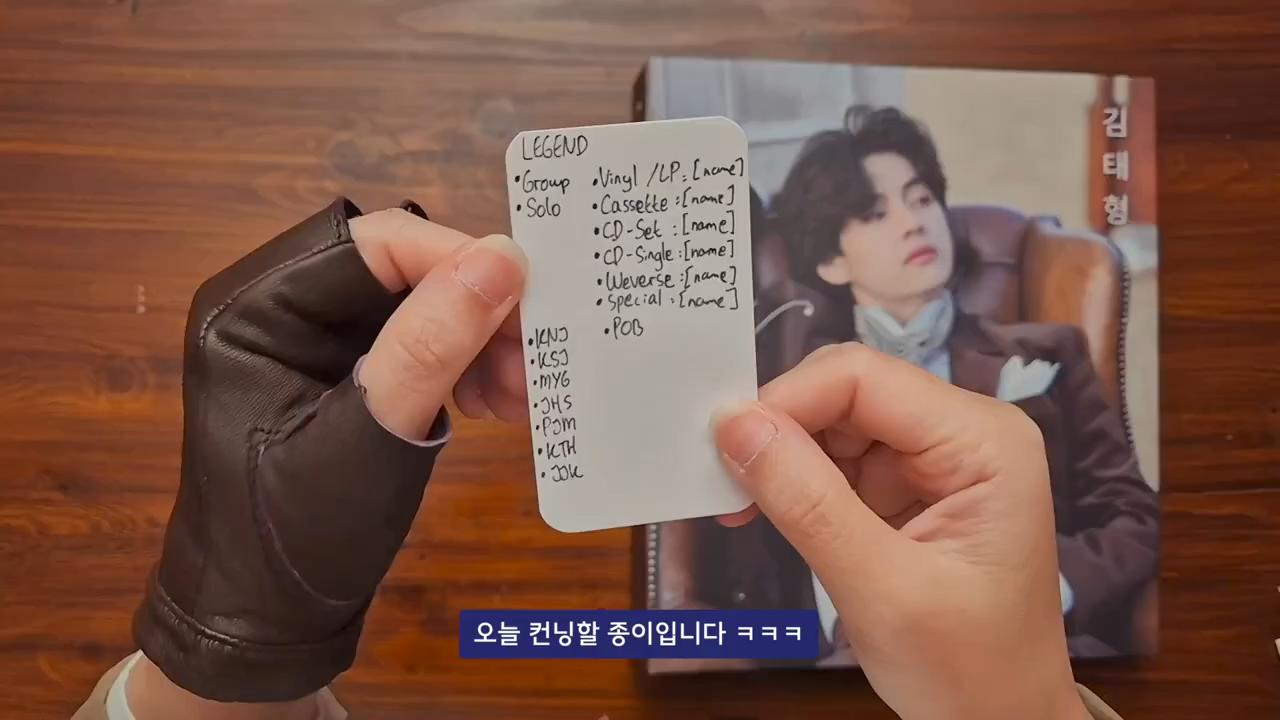 LEGEND
•Group
•Solo
•Vinyl /LP:[name]
•Cassette:[name]
•CD-Set :[name]
•CD-Single:[name]
•Weverse:[name]
•Special :[name]
•POB
•KNJ
•KSJ
•MYG
•JHS
•PJM
•KTH
•JJK
김
태
형
오늘 컨닝할 종이입니다 ㅋㅋㅋ